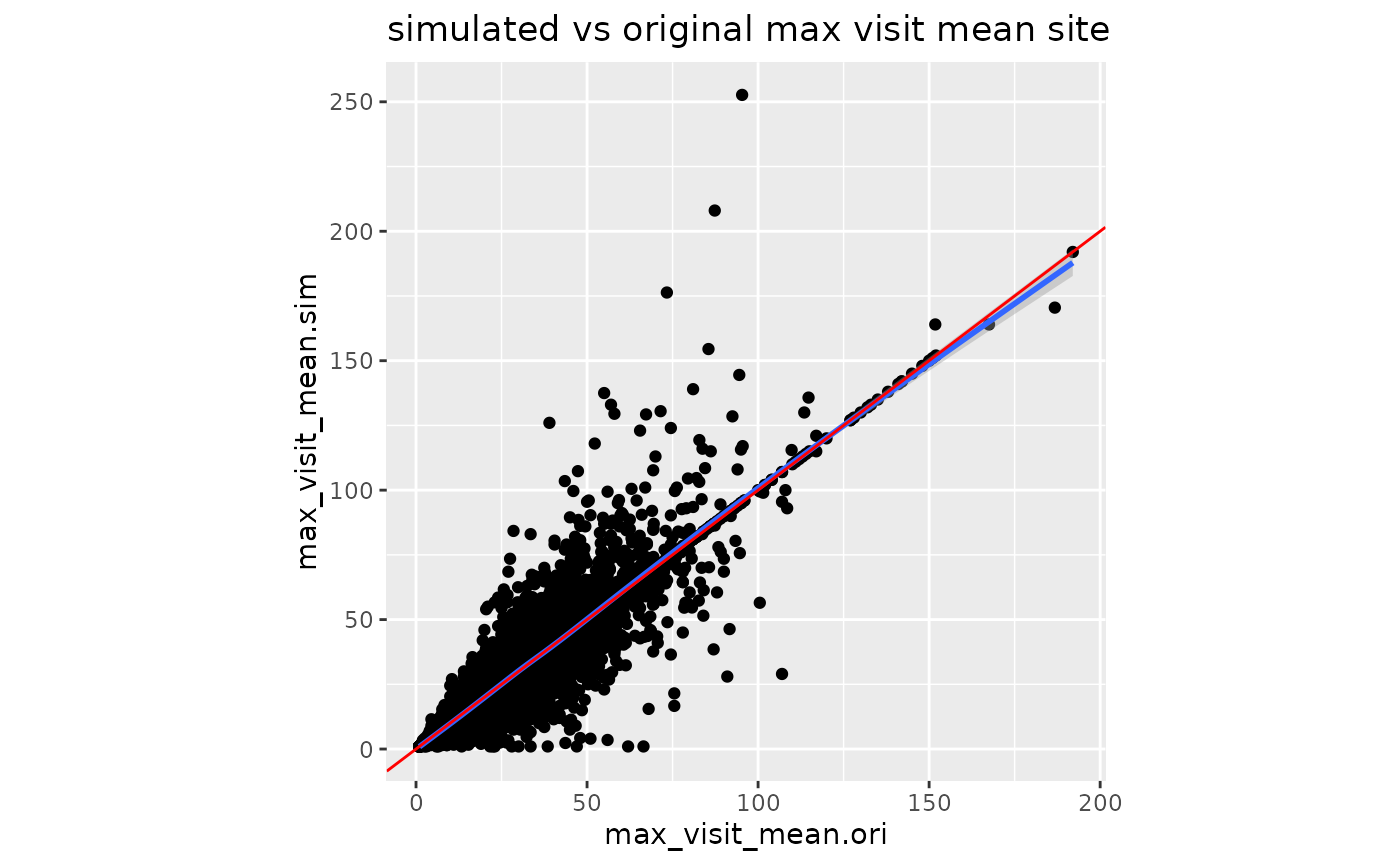 simulated vs original max visit mean site
max_visit_mean.sim
250
200
150
100
50
0
0 50 100 150 200
max_visit_mean.ori